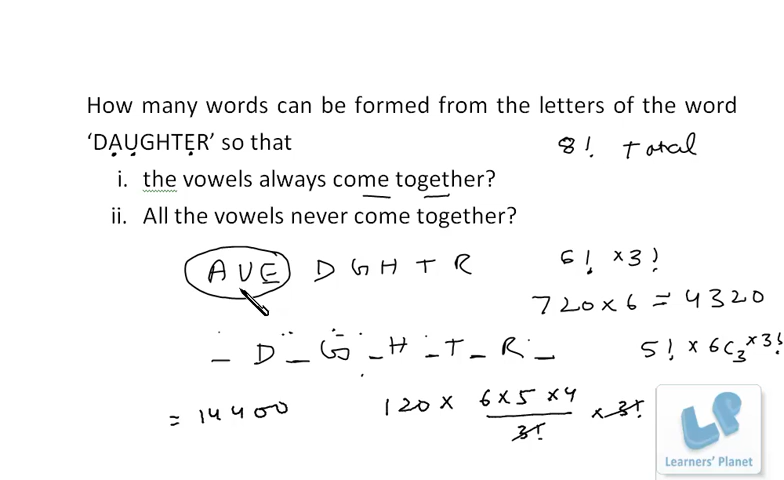 How many words can be formed from the letters of the word
'DAUGHTER' so that
8! Total
i. the vowels always come together?
ii. All the vowels never come together?
AUE D G H T R
6! × 3!
720 × 6 = 4320
_ D _ G _ H _ T _ R _
5! × 6C3 × 3!
= 14400
120 × 6 × 5 × 4 / 3! × 3!
LP
Learners' Planet